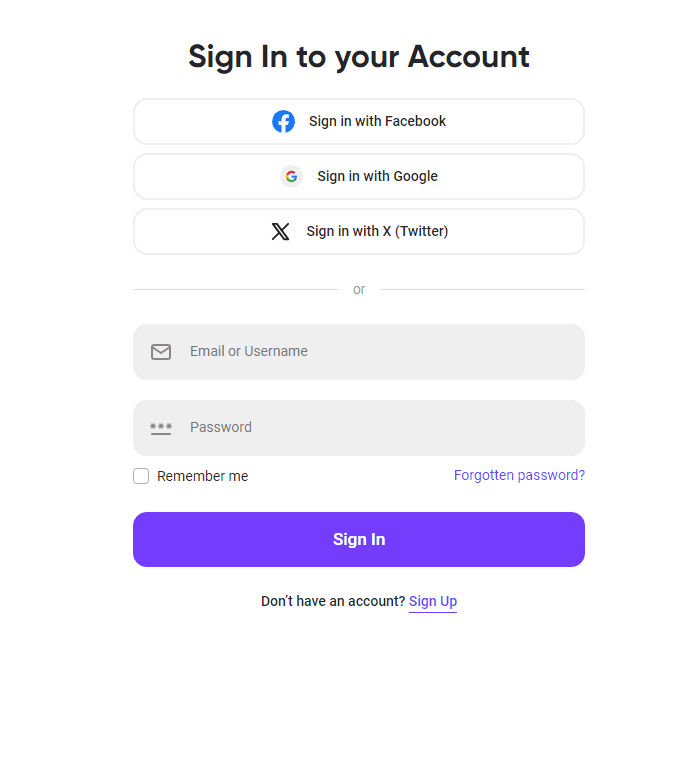 Sign In to your Account
Sign in with Facebook
Sign in with Google
Sign in with X (Twitter)
or
Email or Username
Password
Remember me
Forgotten password?
Sign In
Don’t have an account? Sign Up